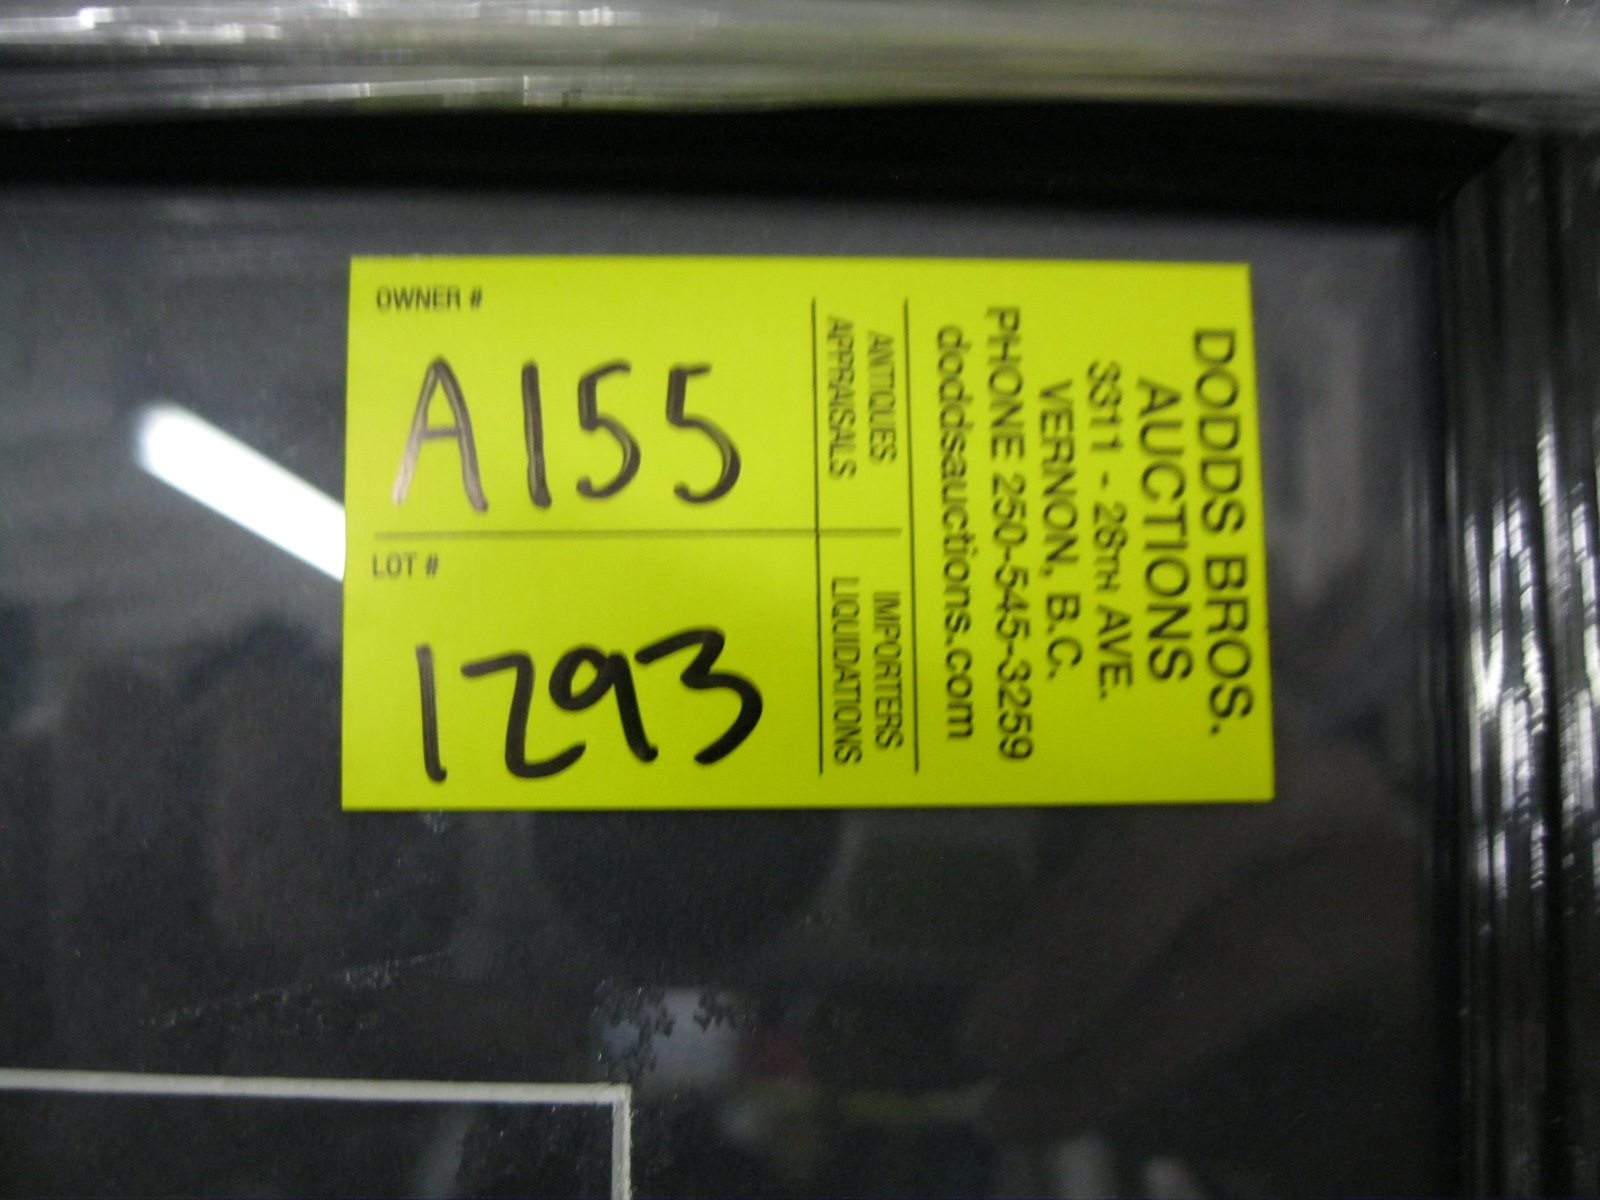 OWNER #
A155
LOT #
1293
DODDS BROS.
AUCTIONS
3311 - 28TH AVE.
VERNON, B.C.
PHONE 250-545-3259
doddsauctions.com
ANTIQUES
APPRAISALS
IMPORTERS
LIQUIDATIONS